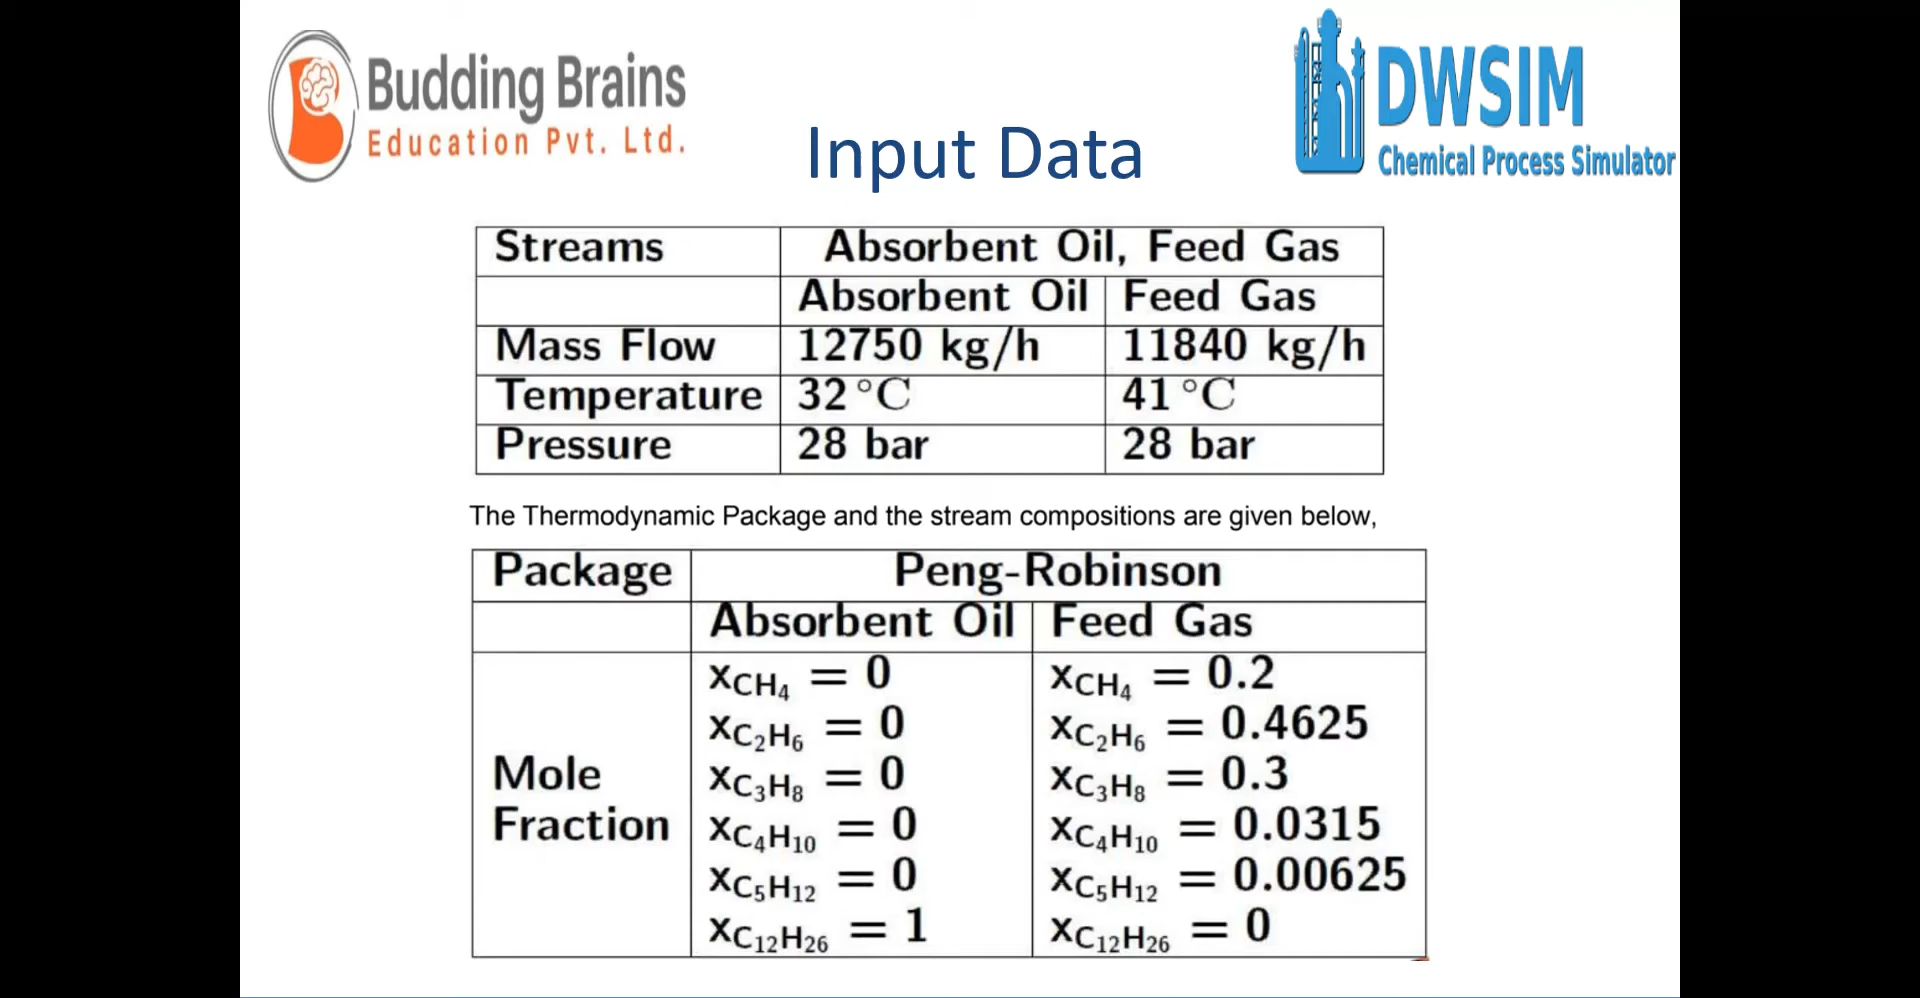 Budding Brains
Education Pvt. Ltd.
DWSIM
Chemical Process Simulator
Input Data
Streams Absorbent Oil, Feed Gas
Absorbent Oil Feed Gas
Mass Flow 12750 kg/h 11840 kg/h
Temperature 32 °C 41 °C
Pressure 28 bar 28 bar
The Thermodynamic Package and the stream compositions are given below,
Package Peng-Robinson
Absorbent Oil Feed Gas
Mole Fraction
xCH₄ = 0 xCH₄ = 0.2
xC₂H₆ = 0 xC₂H₆ = 0.4625
xC₃H₈ = 0 xC₃H₈ = 0.3
xC₄H₁₀ = 0 xC₄H₁₀ = 0.0315
xC₅H₁₂ = 0 xC₅H₁₂ = 0.00625
xC₁₂H₂₆ = 1 xC₁₂H₂₆ = 0